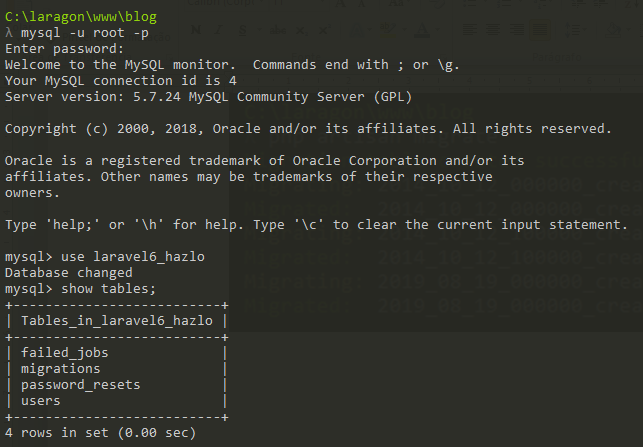 C:\laragon\www\blog
λ mysql -u root -p
Enter password:
Welcome to the MySQL monitor.  Commands end with ; or \g.
Your MySQL connection id is 4
Server version: 5.7.24 MySQL Community Server (GPL)
Copyright (c) 2000, 2018, Oracle and/or its affiliates. All rights reserved.
Oracle is a registered trademark of Oracle Corporation and/or its
affiliates. Other names may be trademarks of their respective
owners.
Type 'help;' or '\h' for help. Type '\c' to clear the current input statement.
mysql> use laravel6_hazlo
Database changed
mysql> show tables;
+--------------------------+
| Tables_in_laravel6_hazlo |
+--------------------------+
| failed_jobs              |
| migrations               |
| password_resets          |
| users                    |
+--------------------------+
4 rows in set (0.00 sec)